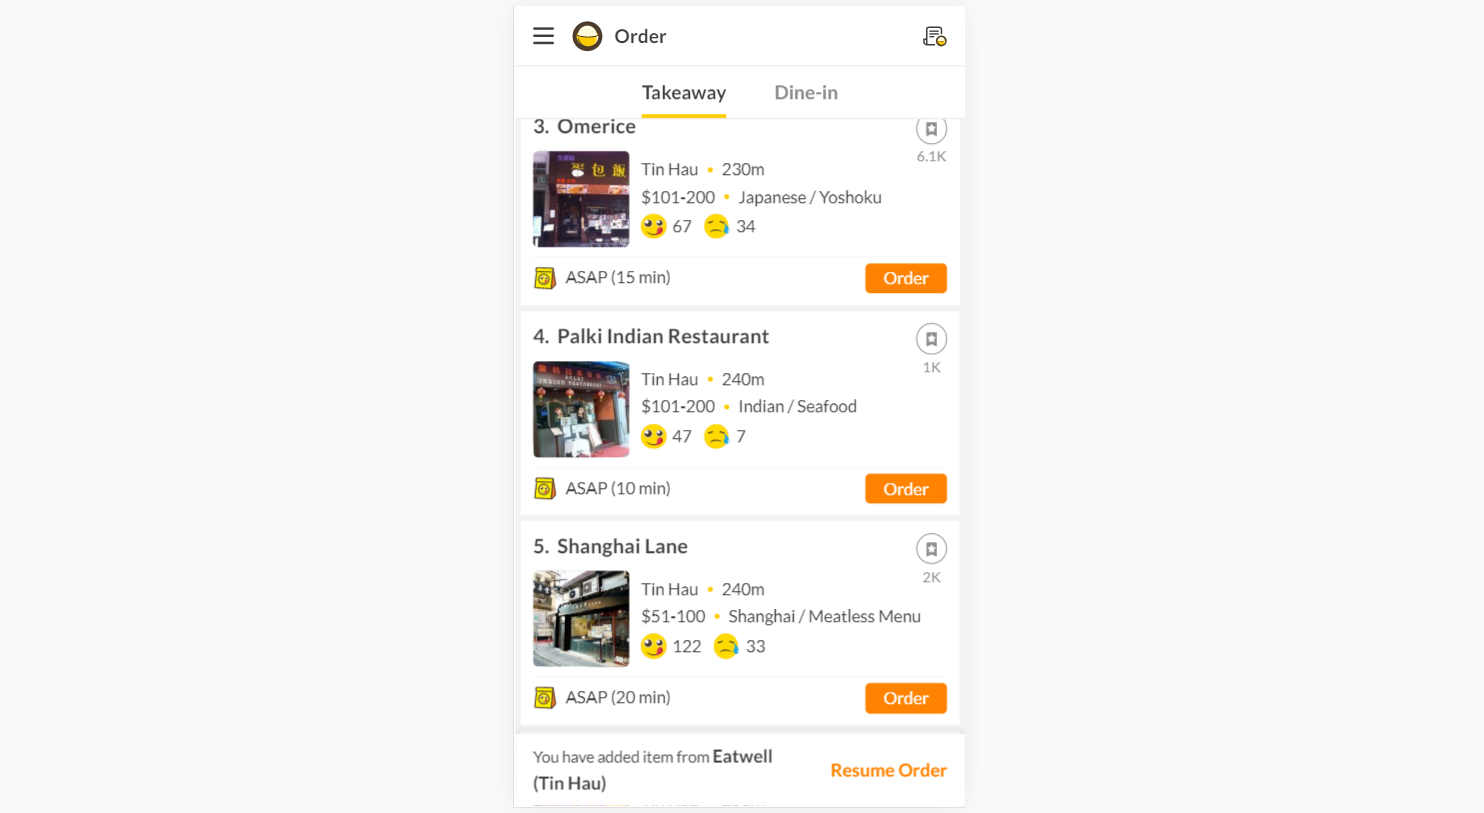 Order
Takeaway Dine-in
3. Omerice
6.1K
Tin Hau • 230m
$101-200 • Japanese / Yoshoku
67 34
ASAP (15 min) Order
4. Palki Indian Restaurant
1K
Tin Hau • 240m
$101-200 • Indian / Seafood
47 7
ASAP (10 min) Order
5. Shanghai Lane
2K
Tin Hau • 240m
$51-100 • Shanghai / Meatless Menu
122 33
ASAP (20 min) Order
You have added item from Eatwell
(Tin Hau)
Resume Order
包飯